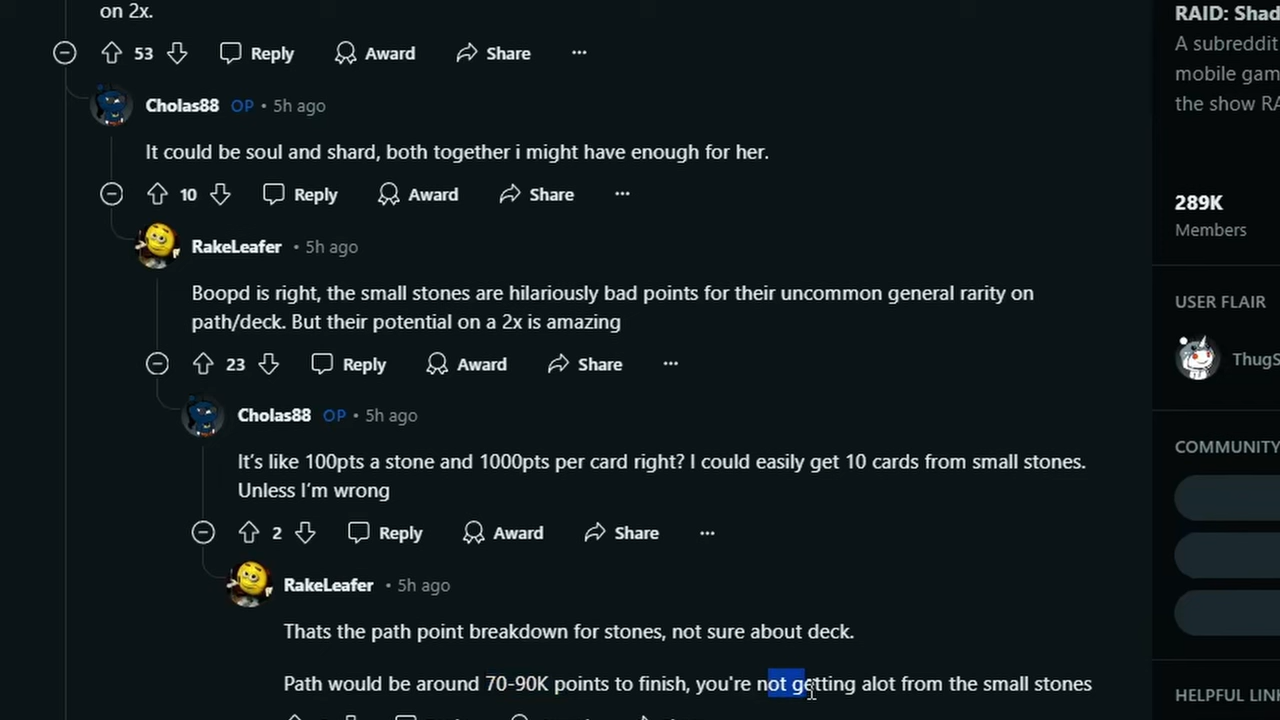 on 2x.
53 Reply Award Share ...
Cholas88 OP • 5h ago
It could be soul and shard, both together i might have enough for her.
10 Reply Award Share ...
RakeLeafer • 5h ago
Boopd is right, the small stones are hilariously bad points for their uncommon general rarity on
path/deck. But their potential on a 2x is amazing
23 Reply Award Share ...
Cholas88 OP • 5h ago
It's like 100pts a stone and 1000pts per card right? I could easily get 10 cards from small stones.
Unless I'm wrong
2 Reply Award Share ...
RakeLeafer • 5h ago
Thats the path point breakdown for stones, not sure about deck.
Path would be around 70-90K points to finish, you're not getting alot from the small stones
RAID: Shad
A subreddit
mobile gam
the show RA
289K
Members
USER FLAIR
ThugS
COMMUNITY
HELPFUL LIN